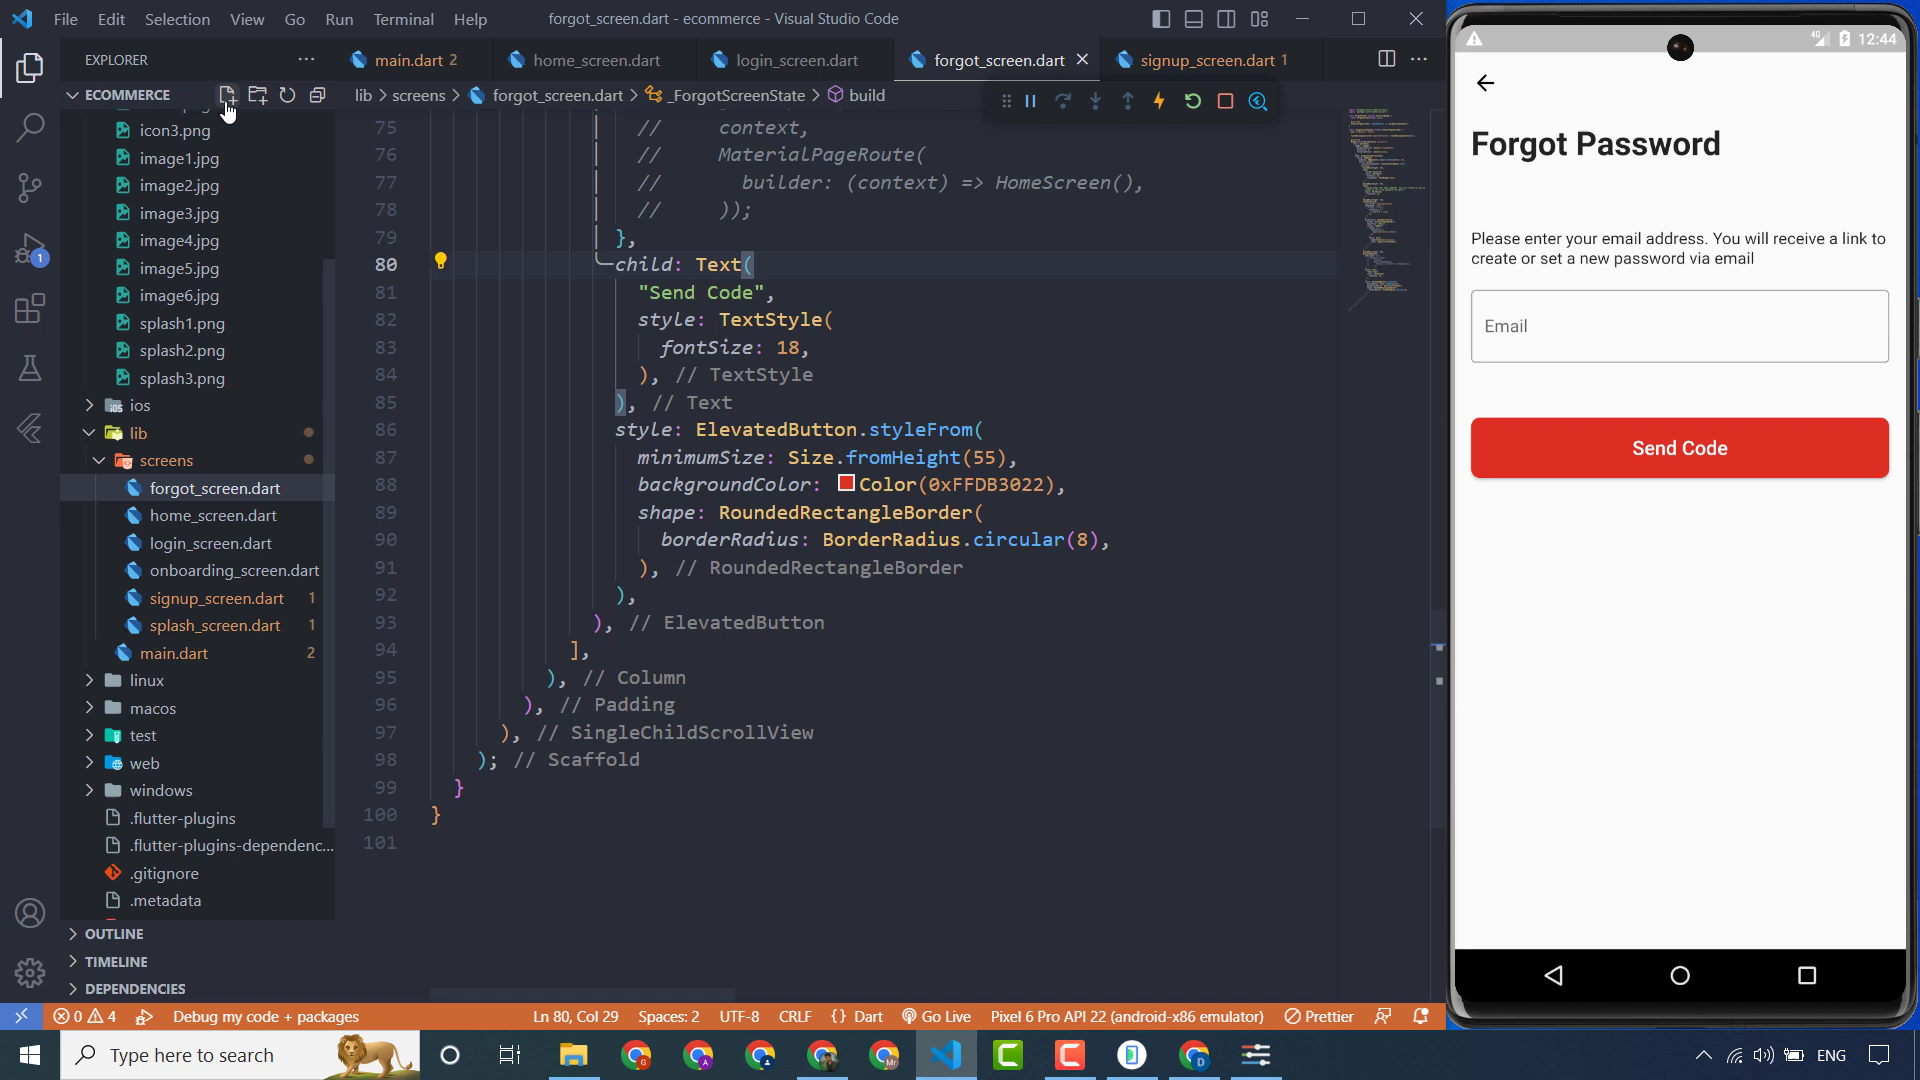 File Edit Selection View Go Run Terminal Help
forgot_screen.dart - ecommerce - Visual Studio Code
EXPLORER
main.dart 2
home_screen.dart
login_screen.dart
forgot_screen.dart
signup_screen.dart 1
ECOMMERCE
lib > screens > forgot_screen.dart > _ForgotScreenState > build
icon3.png
image1.jpg
image2.jpg
image3.jpg
image4.jpg
image5.jpg
image6.jpg
splash1.png
splash2.png
splash3.png
ios
lib
screens
forgot_screen.dart
home_screen.dart
login_screen.dart
onboarding_screen.dart
signup_screen.dart 1
splash_screen.dart 1
main.dart 2
linux
macos
test
web
windows
.flutter-plugins
.flutter-plugins-dependenc...
.gitignore
.metadata
OUTLINE
TIMELINE
DEPENDENCIES
1
75 // context,
76 // MaterialPageRoute(
77 // builder: (context) => HomeScreen(),
78 // ));
79 },
80 child: Text(
81 "Send Code",
82 style: TextStyle(
83 fontSize: 18,
84 ), // TextStyle
85 ), // Text
86 style: ElevatedButton.styleFrom(
87 minimumSize: Size.fromHeight(55),
88 backgroundColor: Color(0xFFDB3022),
89 shape: RoundedRectangleBorder(
90 borderRadius: BorderRadius.circular(8),
91 ), // RoundedRectangleBorder
92 ),
93 ), // ElevatedButton
94 ],
95 ), // Column
96 ), // Padding
97 ), // SingleChildScrollView
98 ); // Scaffold
99 }
100 }
101
4G 12:44
Forgot Password
Please enter your email address. You will receive a link to
create or set a new password via email
Email
Send Code
0 4 Debug my code + packages
Ln 80, Col 29 Spaces: 2 UTF-8 CRLF {} Dart Go Live Pixel 6 Pro API 22 (android-x86 emulator) Prettier
Type here to search
ENG